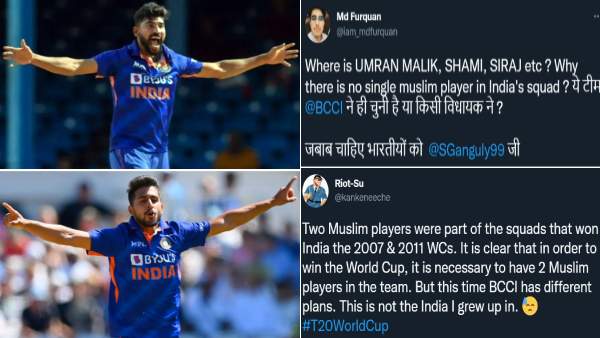 BYJU'S
INDIA
BYJU'S
INDIA
Md Furquan
@iam_mdfurquan
Where is UMRAN MALIK, SHAMI, SIRAJ etc ? Why
there is no single muslim player in India's squad ? ये टीम
@BCCI ने ही चुनी है या किसी विधायक ने ?
जबाब चाहिए भारतीयों को @SGanguly99 जी
Riot-Su
@kankeneeche
Two Muslim players were part of the squads that won
India the 2007 & 2011 WCs. It is clear that in order to
win the World Cup, it is necessary to have 2 Muslim
players in the team. But this time BCCI has different
plans. This is not the India I grew up in. 😓
#T20WorldCup